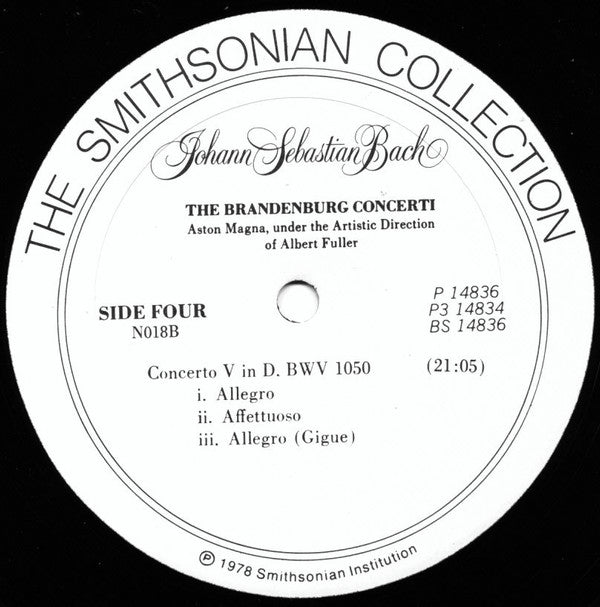 THE SMITHSONIAN COLLECTION
Johann Sebastian Bach
THE BRANDENBURG CONCERTI
Aston Magna, under the Artistic Direction
of Albert Fuller
SIDE FOUR
N018B
P 14836
P3 14834
BS 14836
Concerto V in D. BWV 1050 (21:05)
i. Allegro
ii. Affettuoso
iii. Allegro (Gigue)
℗ 1978 Smithsonian Institution